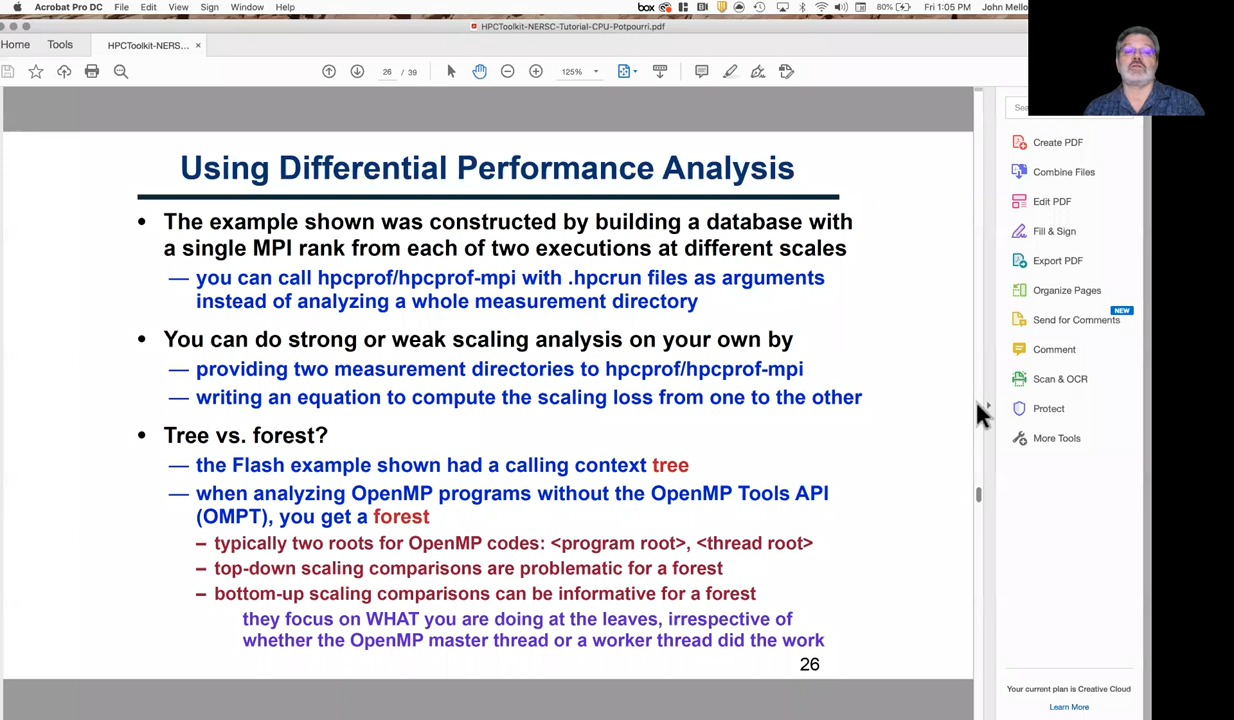 Acrobat Pro DC File Edit View Sign Window Help box 80% Fri 1:05 PM John Mello
HPCToolkit-NERSC-Tutorial-CPU-Potpourri.pdf
Home Tools HPCToolkit-NERS... ×
26 / 39 125%
Using Differential Performance Analysis
• The example shown was constructed by building a database with
a single MPI rank from each of two executions at different scales
— you can call hpcprof/hpcprof-mpi with .hpcrun files as arguments
instead of analyzing a whole measurement directory
• You can do strong or weak scaling analysis on your own by
— providing two measurement directories to hpcprof/hpcprof-mpi
— writing an equation to compute the scaling loss from one to the other
• Tree vs. forest?
— the Flash example shown had a calling context tree
— when analyzing OpenMP programs without the OpenMP Tools API
(OMPT), you get a forest
– typically two roots for OpenMP codes: <program root>, <thread root>
– top-down scaling comparisons are problematic for a forest
– bottom-up scaling comparisons can be informative for a forest
they focus on WHAT you are doing at the leaves, irrespective of
whether the OpenMP master thread or a worker thread did the work
26
Sea
Create PDF
Combine Files
Edit PDF
Fill & Sign
Export PDF
Organize Pages
NEW
Send for Comments
Comment
Scan & OCR
Protect
More Tools
Your current plan is Creative Cloud
Learn More